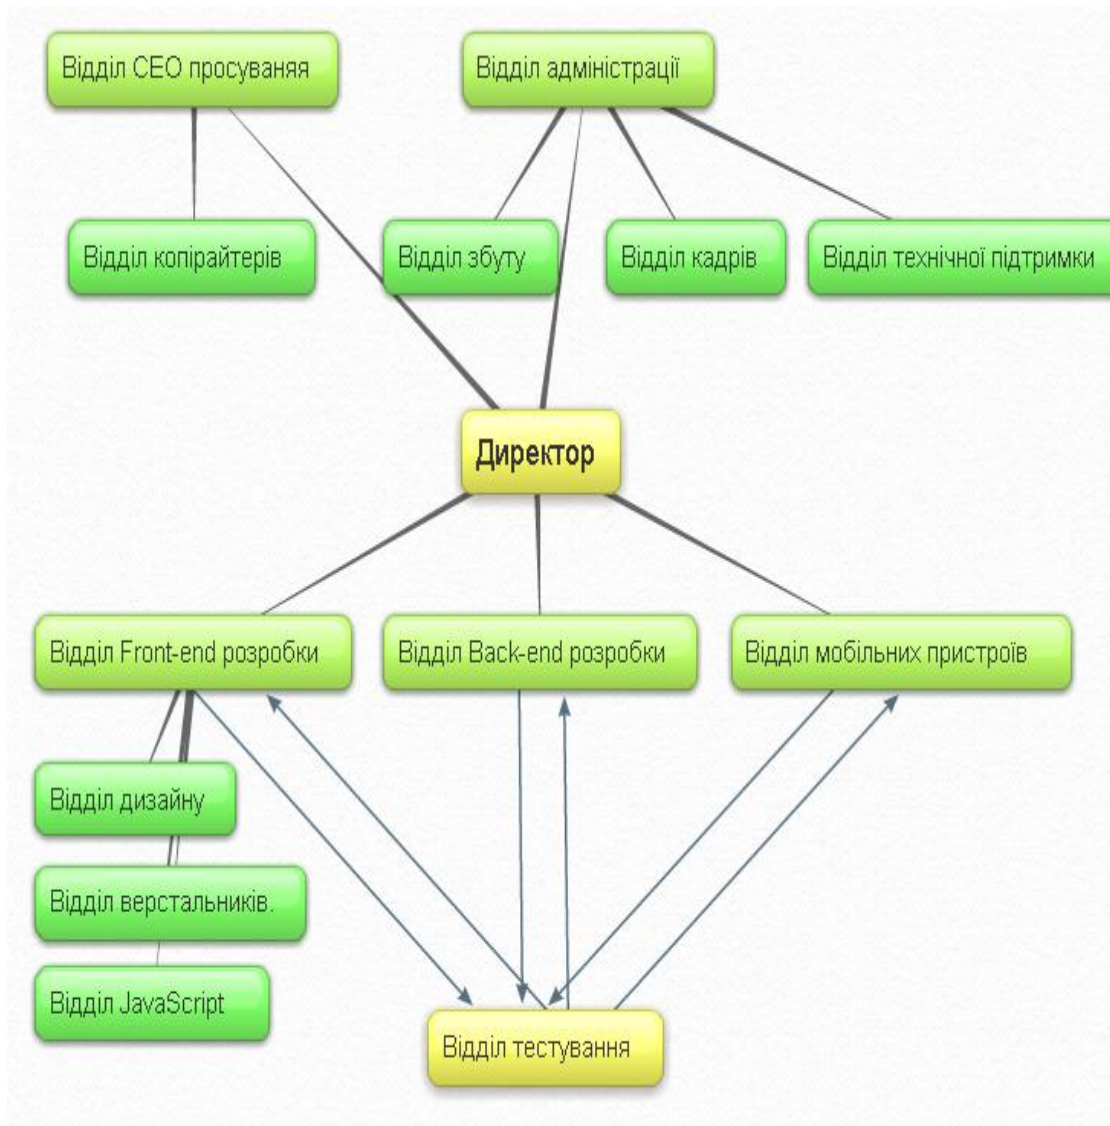 Відділ СЕО просуваняя
Відділ адміністрації
Відділ копірайтерів
Відділ збуту
Відділ кадрів
Відділ технічної підтримки
Директор
Відділ Front-end розробки
Відділ Back-end розробки
Відділ мобільних пристроїв
Відділ дизайну
Відділ верстальників.
Відділ JavaScript
Відділ тестування